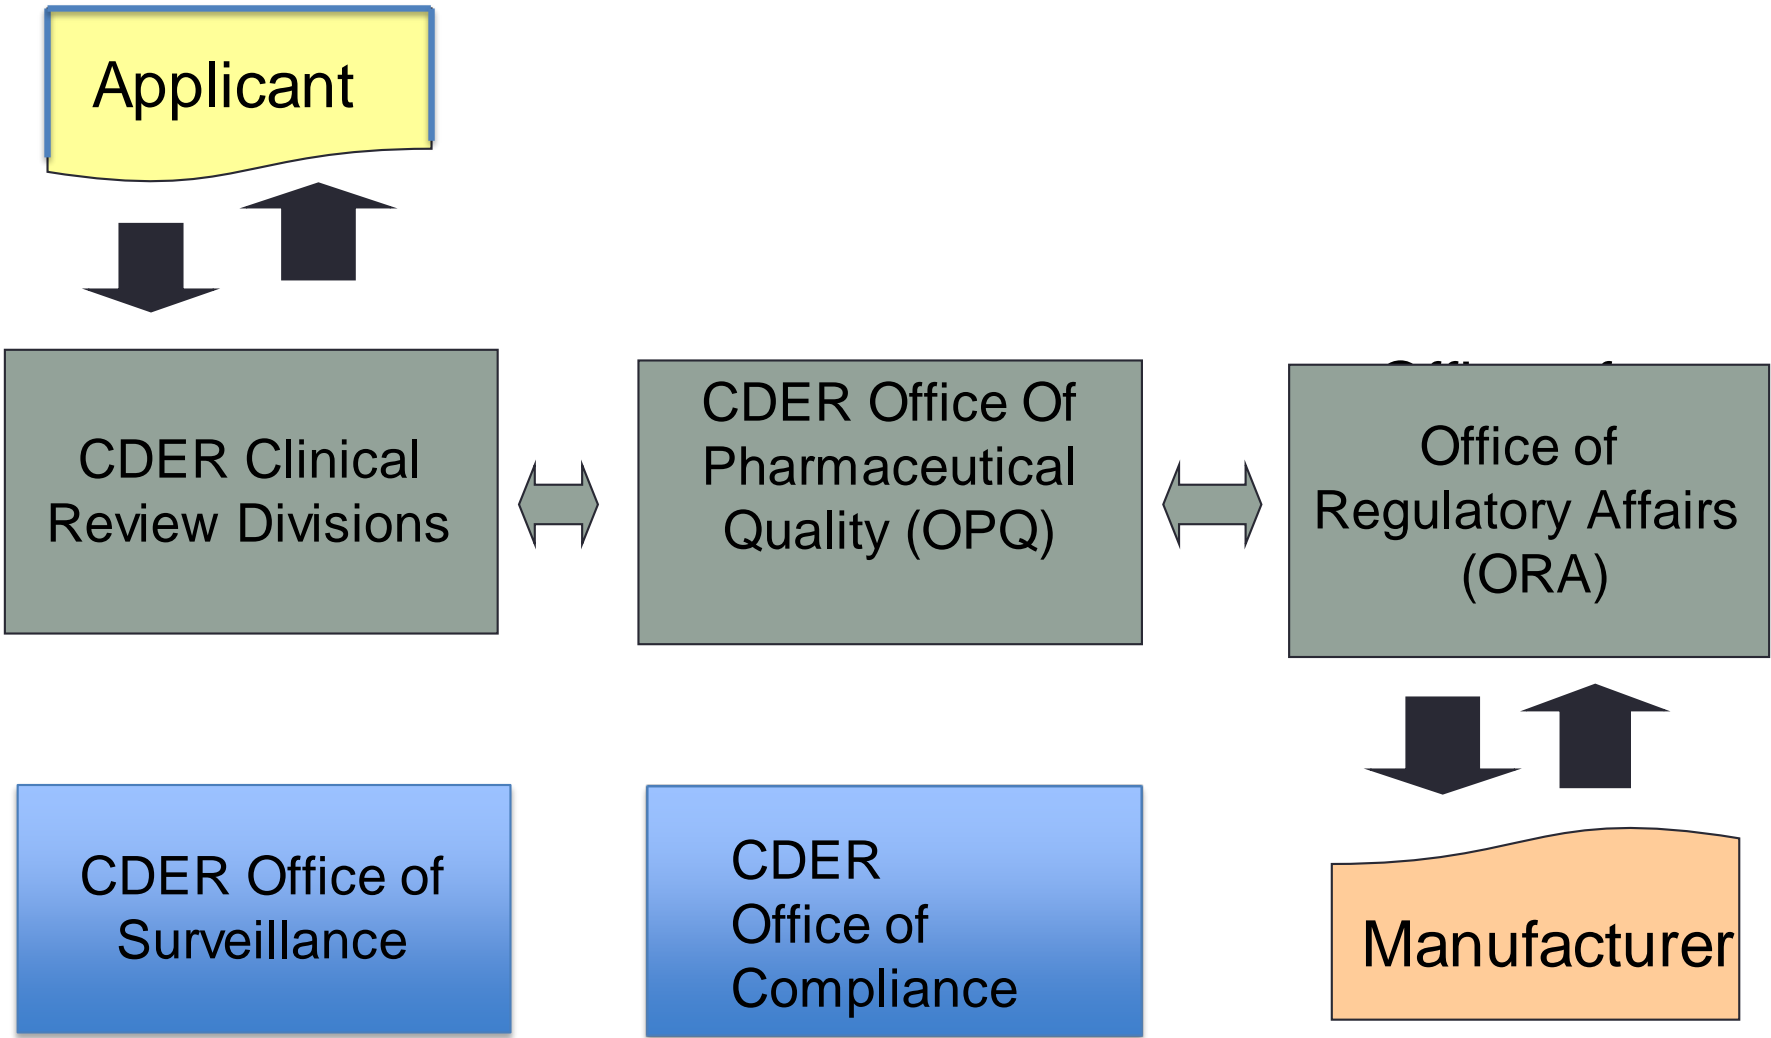 Applicant
CDER Clinical
Review Divisions
CDER Office Of
Pharmaceutical
Quality (OPQ)
Office of
Regulatory Affairs
(ORA)
CDER Office of
Surveillance
CDER
Office of
Compliance
Manufacturer